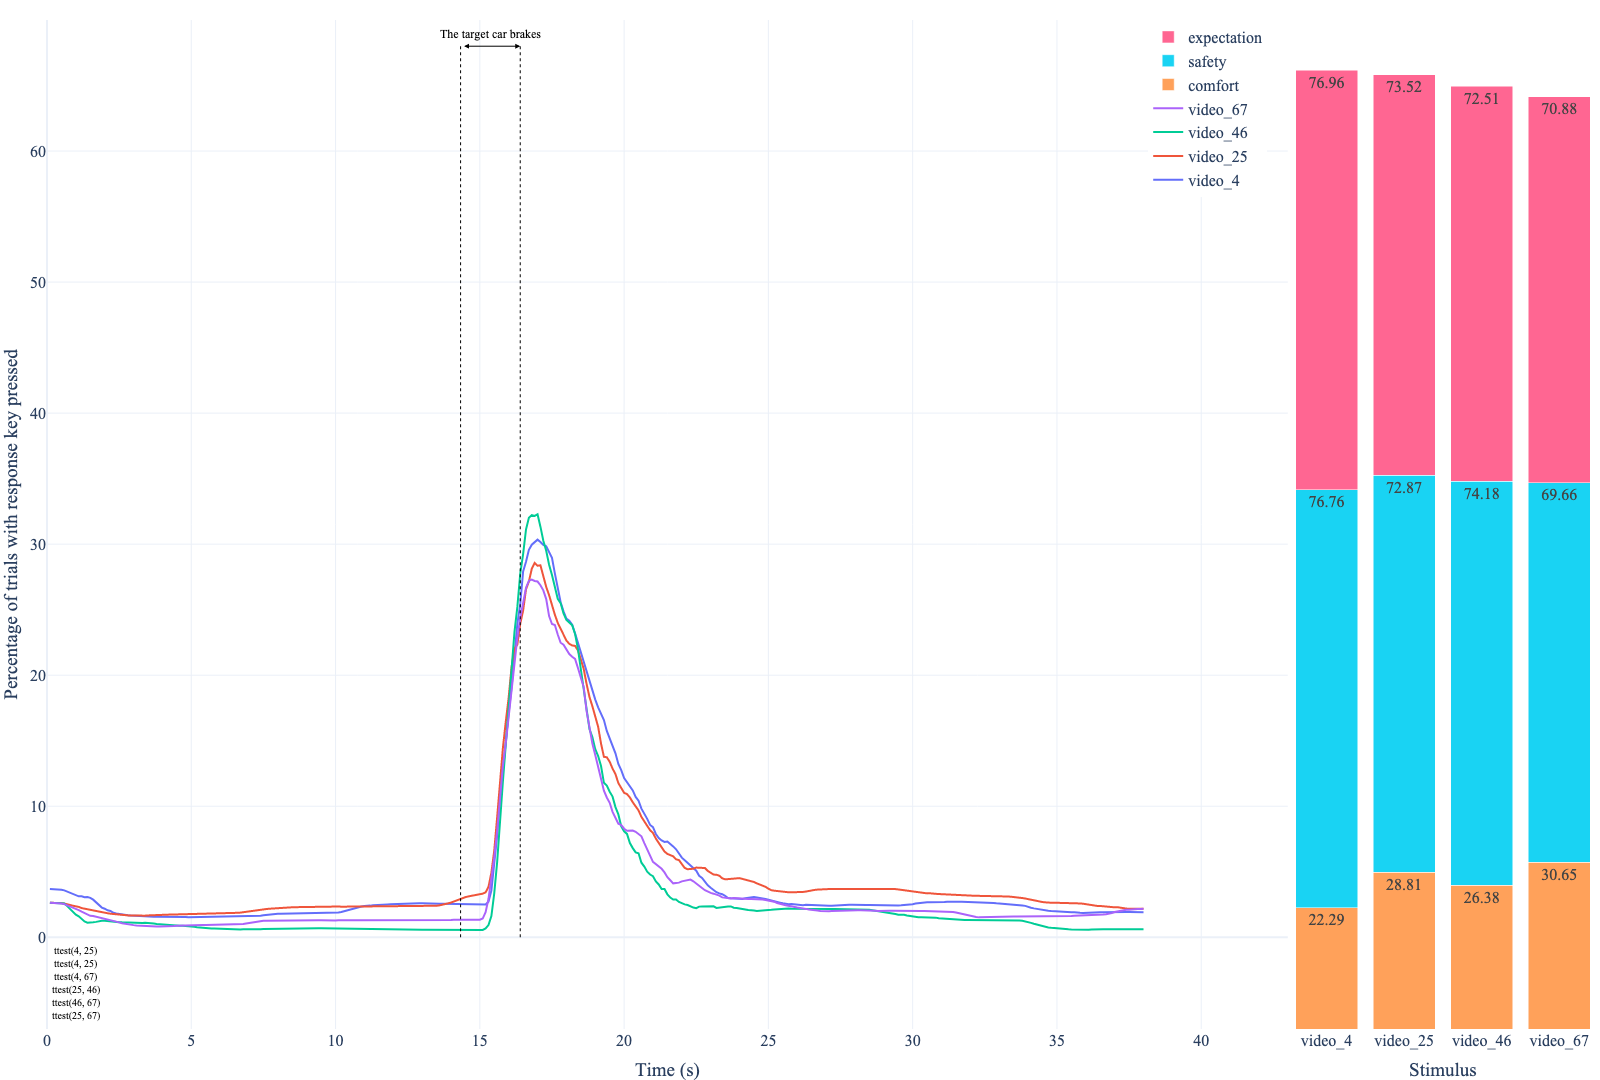 The target car brakes
expectation
safety
comfort
video_67
video_46
video_25
video_4
Percentage of trials with response key pressed
60
50
40
30
20
10
0
ttest(4, 25)
ttest(4, 25)
ttest(4, 67)
ttest(25, 46)
ttest(46, 67)
ttest(25, 67)
0 5 10 15 20 25 30 35 40
Time (s)
76.96 73.52 72.51 70.88
76.76 72.87 74.18 69.66
22.29 28.81 26.38 30.65
video_4 video_25 video_46 video_67
Stimulus